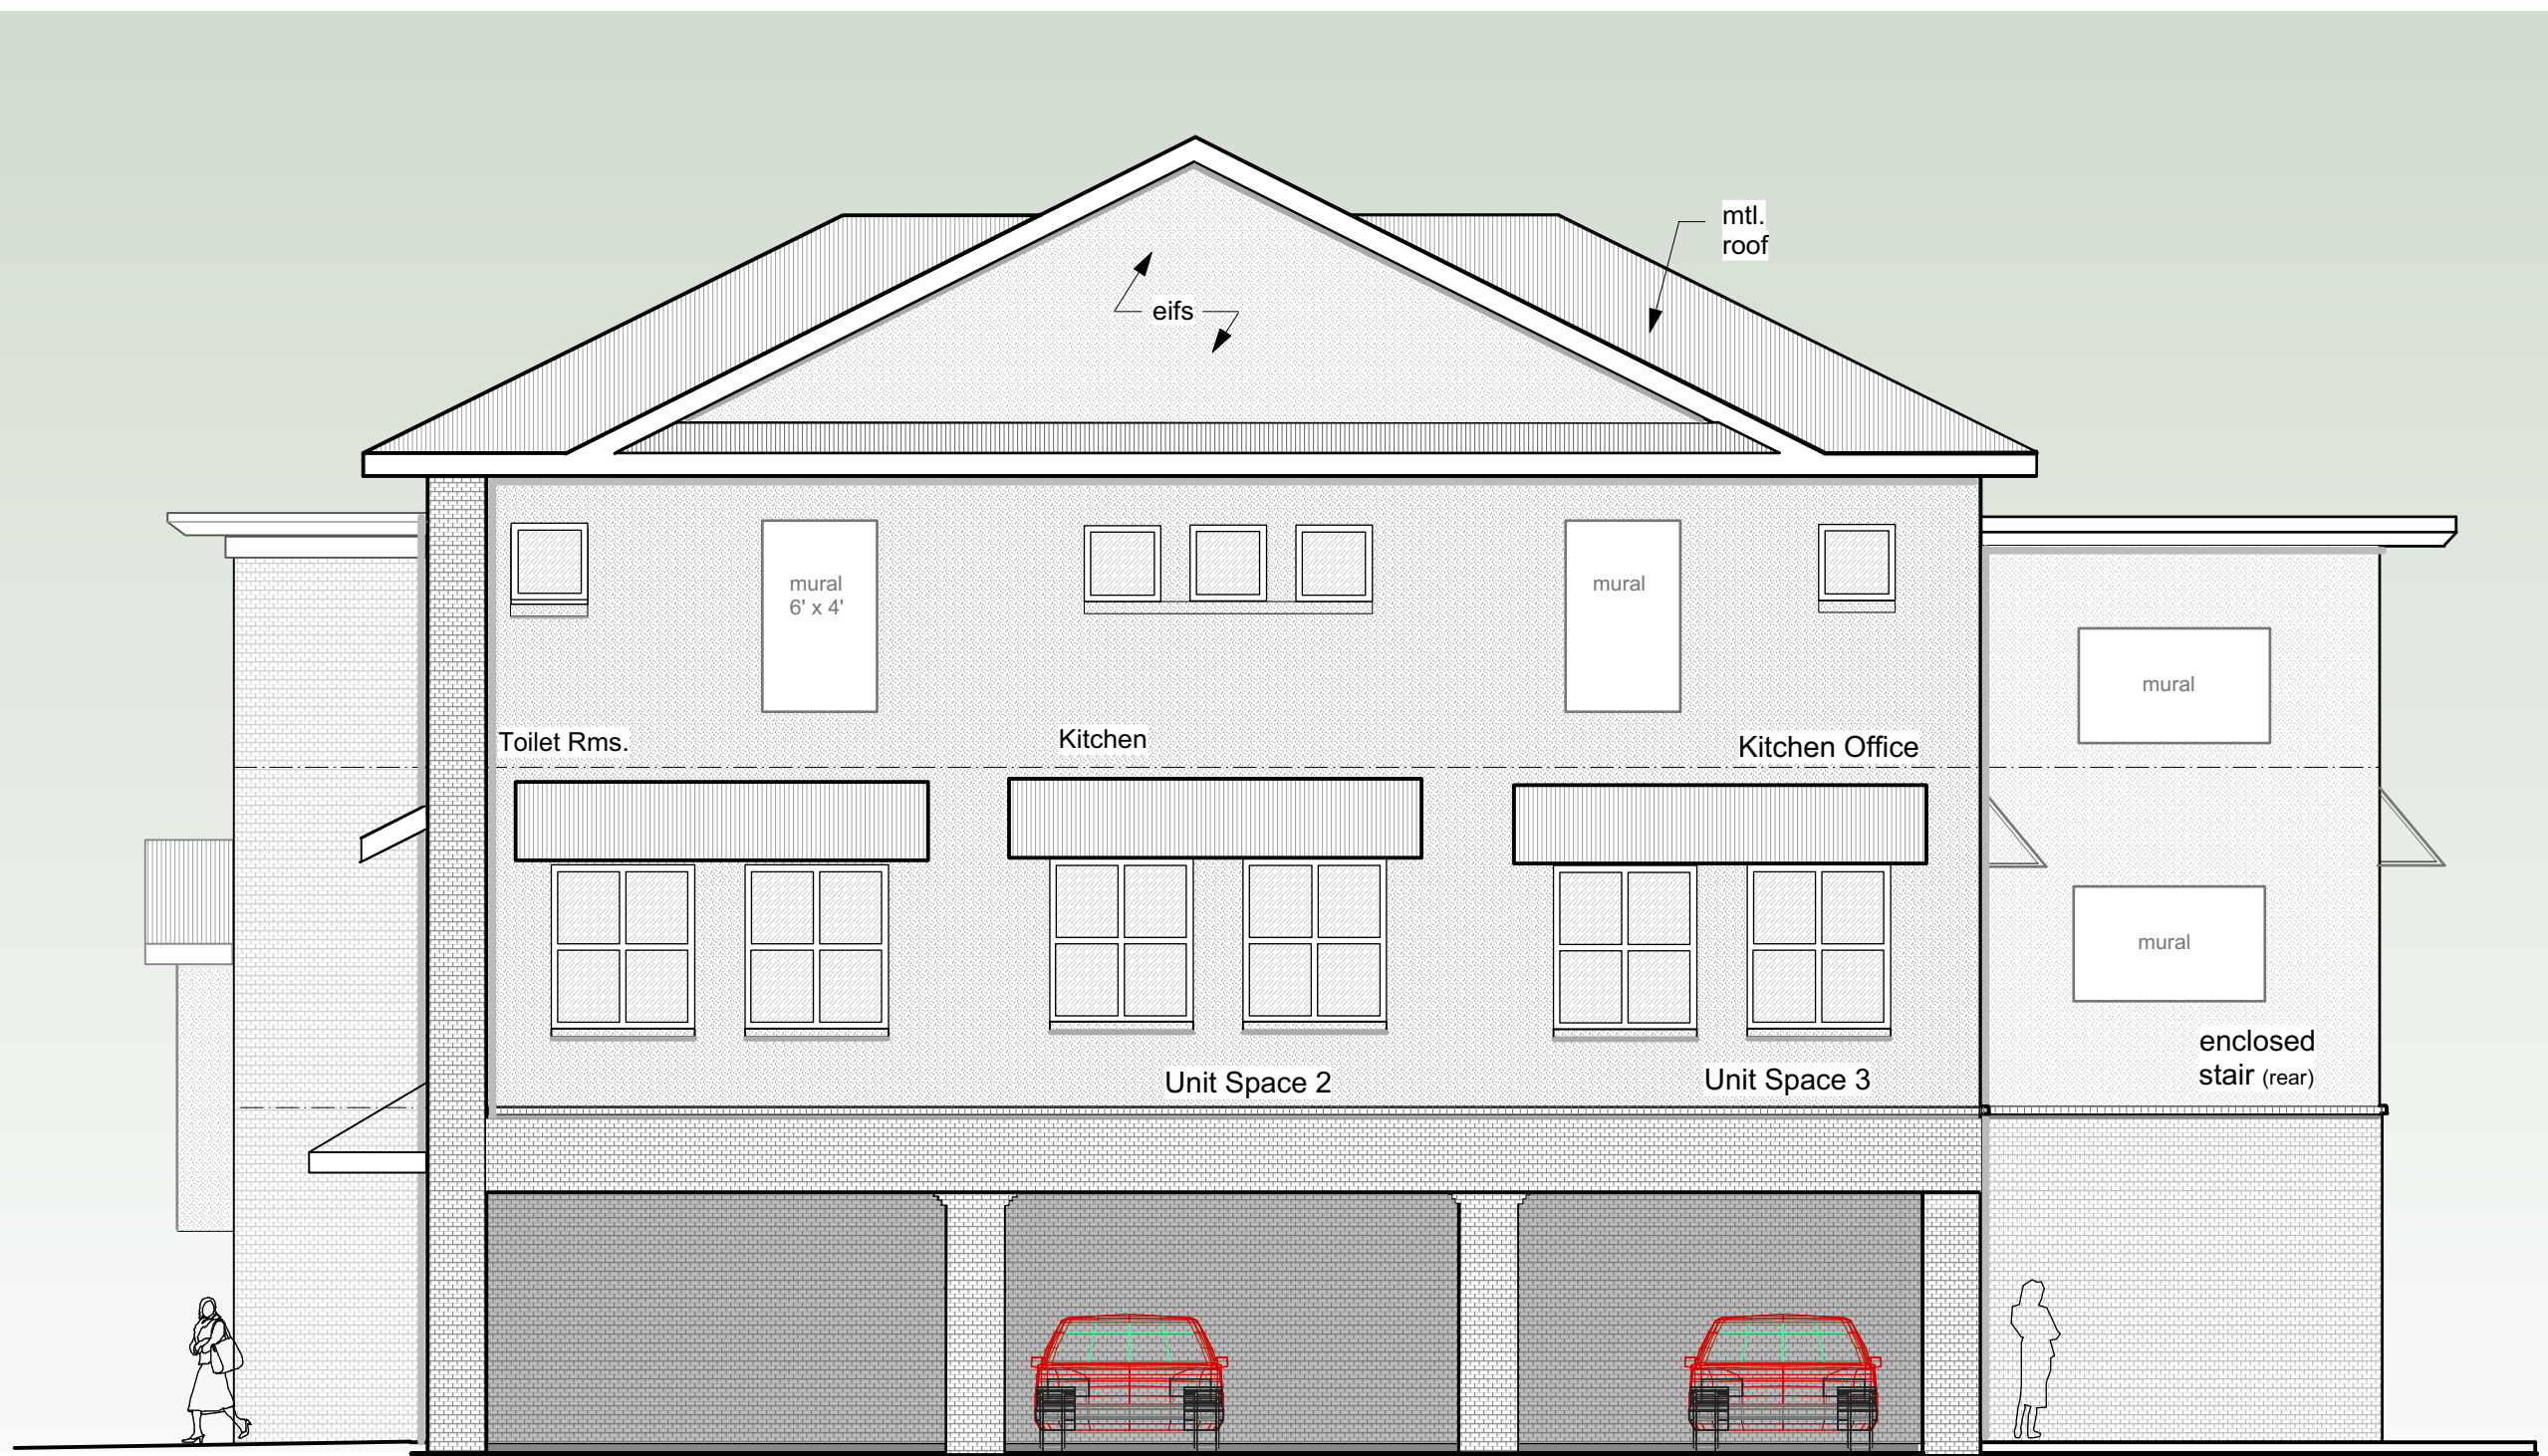 mtl.
roof
eifs
mural
6' x 4'
mural
mural
Toilet Rms.
Kitchen
Kitchen Office
mural
enclosed
stair (rear)
Unit Space 2
Unit Space 3